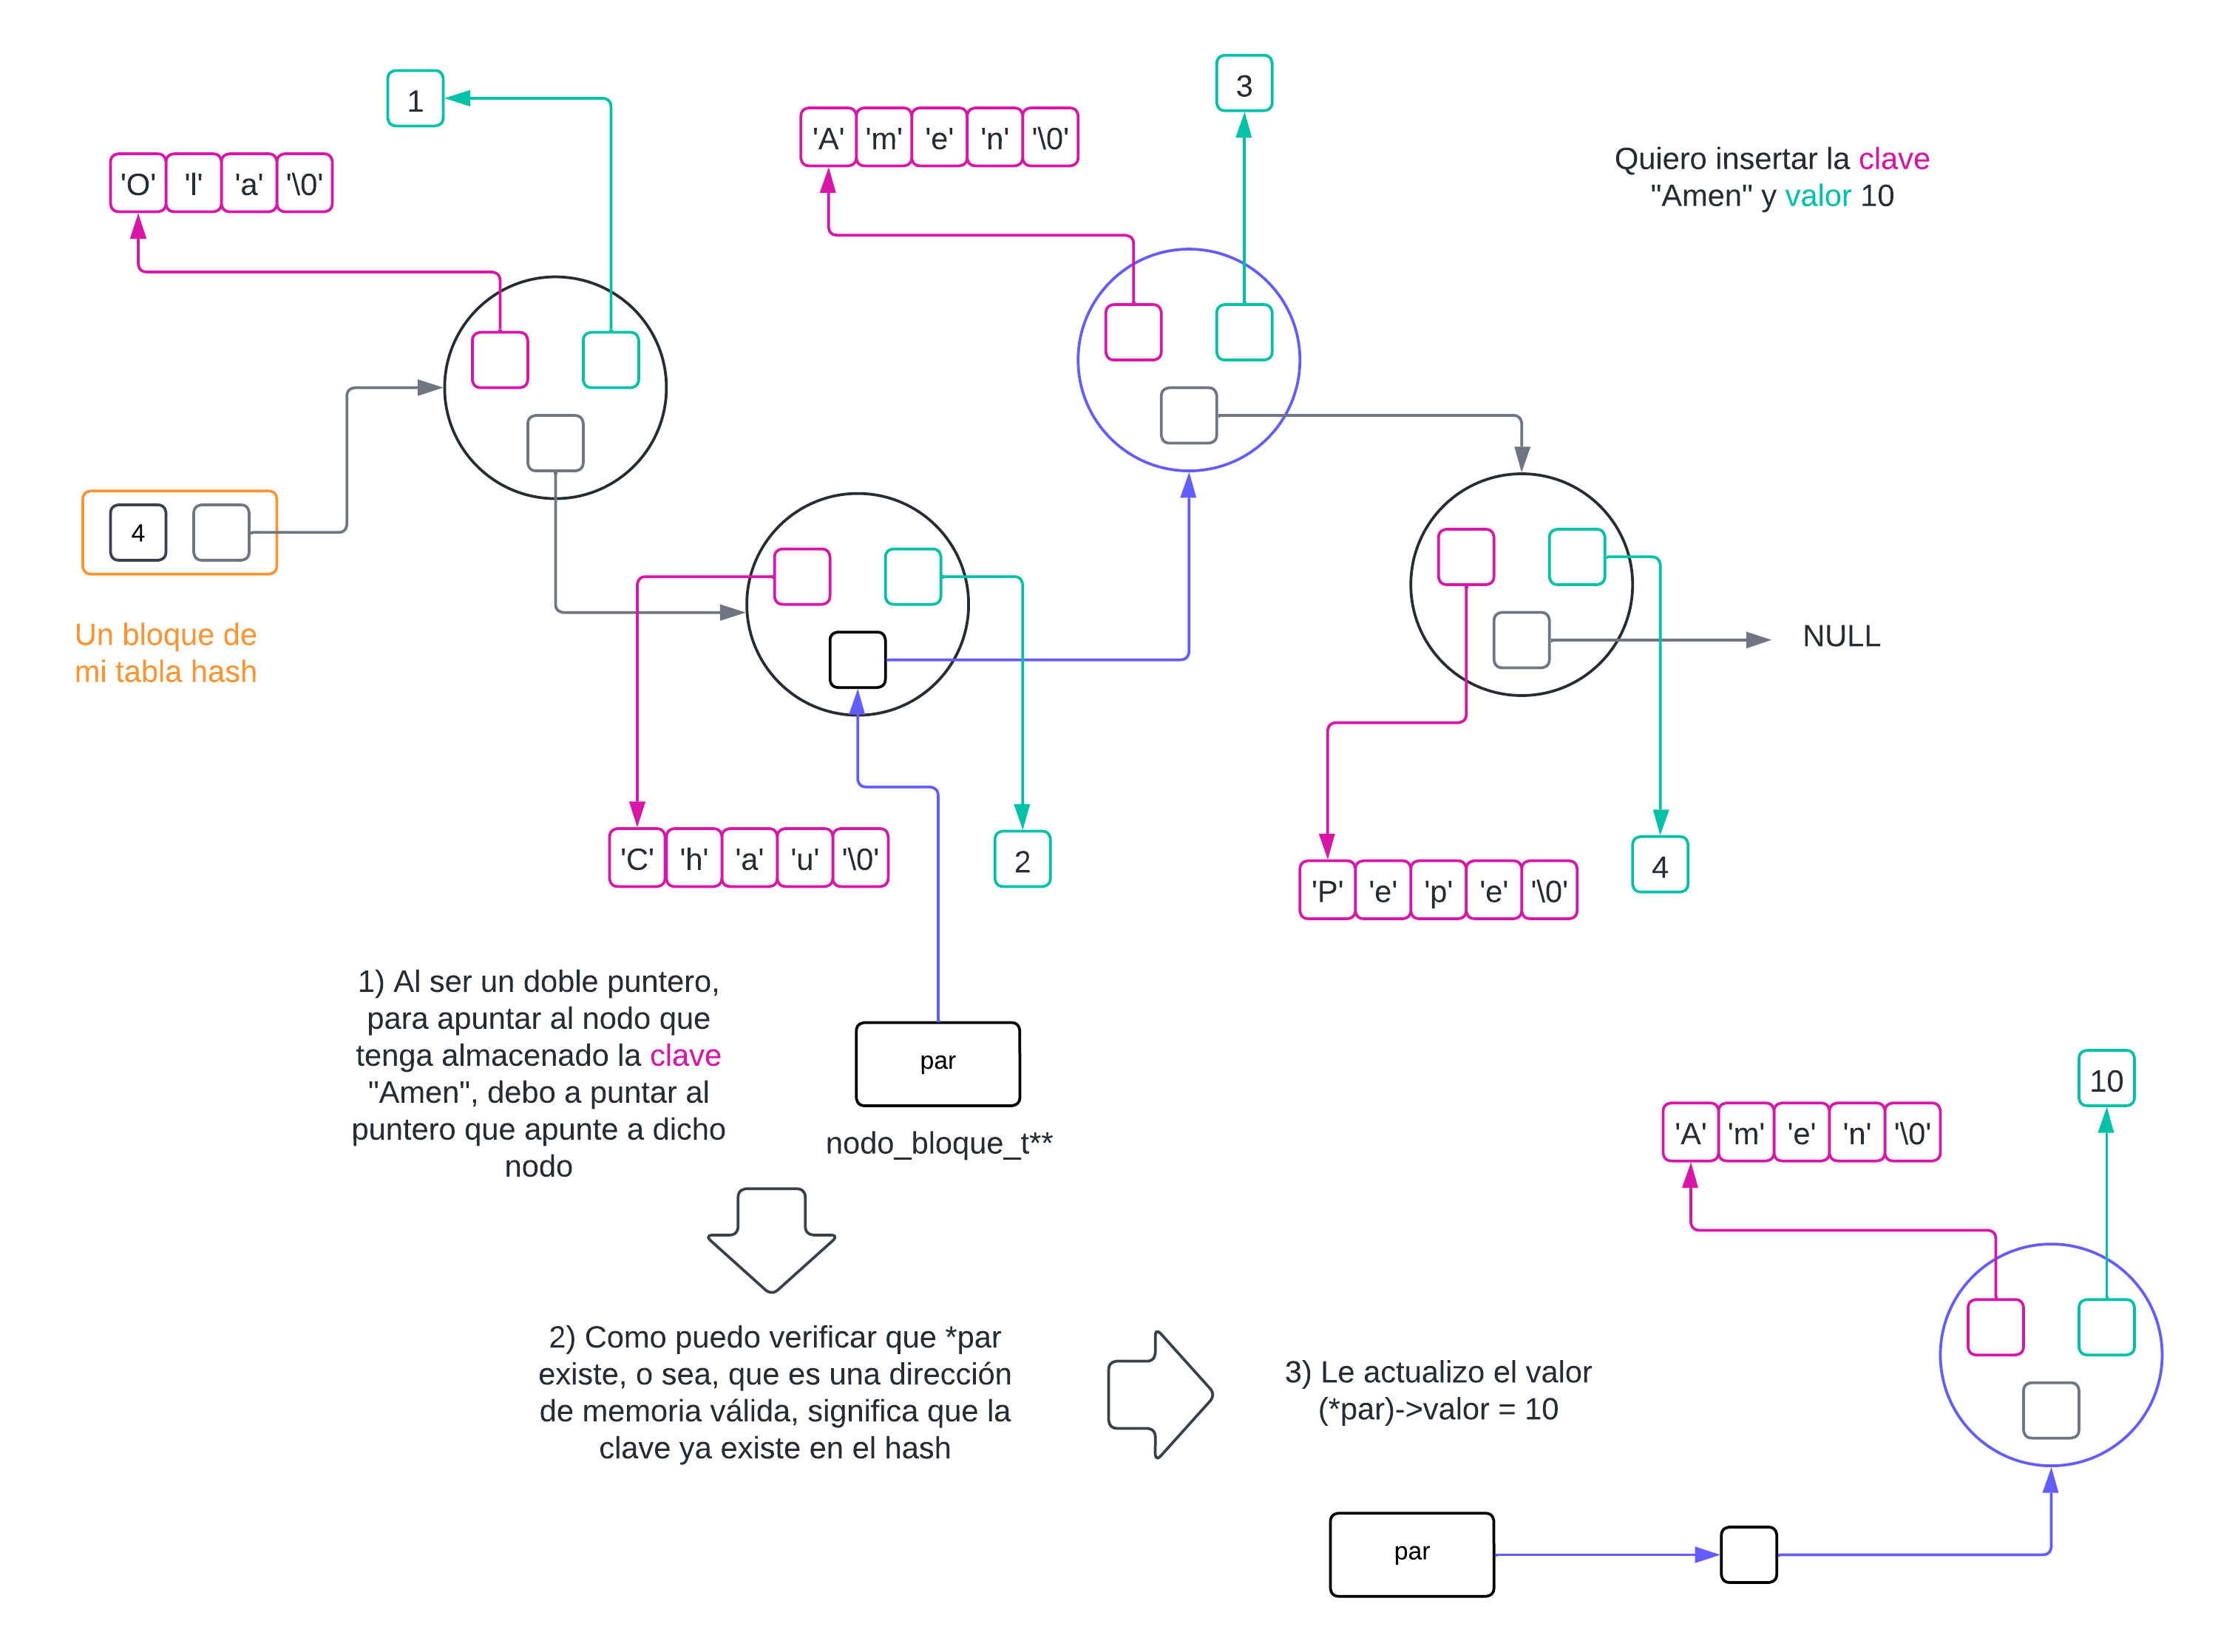 1
3
'A' 'm' 'e' 'n' '\0'
'O' 'l' 'a' '\0'
Quiero insertar la clave
"Amen" y valor 10
4
Un bloque de
mi tabla hash
NULL
'C' 'h' 'a' 'u' '\0'
2
'P' 'e' 'p' 'e' '\0'
4
1) Al ser un doble puntero,
para apuntar al nodo que
tenga almacenado la clave
"Amen", debo a puntar al
puntero que apunte a dicho
nodo
par
nodo_bloque_t**
2) Como puedo verificar que *par
existe, o sea, que es una dirección
de memoria válida, significa que la
clave ya existe en el hash
3) Le actualizo el valor
(*par)->valor = 10
10
'A' 'm' 'e' 'n' '\0'
par